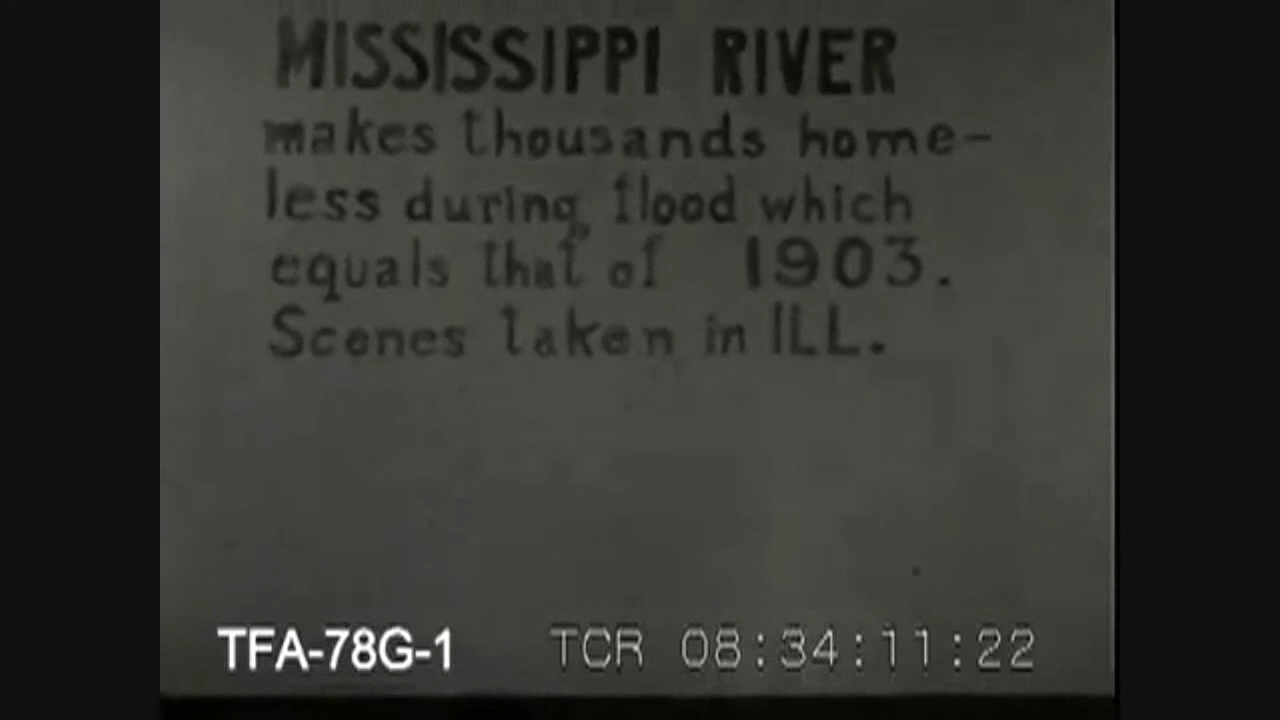 MISSISSIPPI RIVER
makes thousands home-
less during flood which
equals that of 1903.
Scenes taken in ILL.
TFA-78G-1 TCR 08:34:11:22